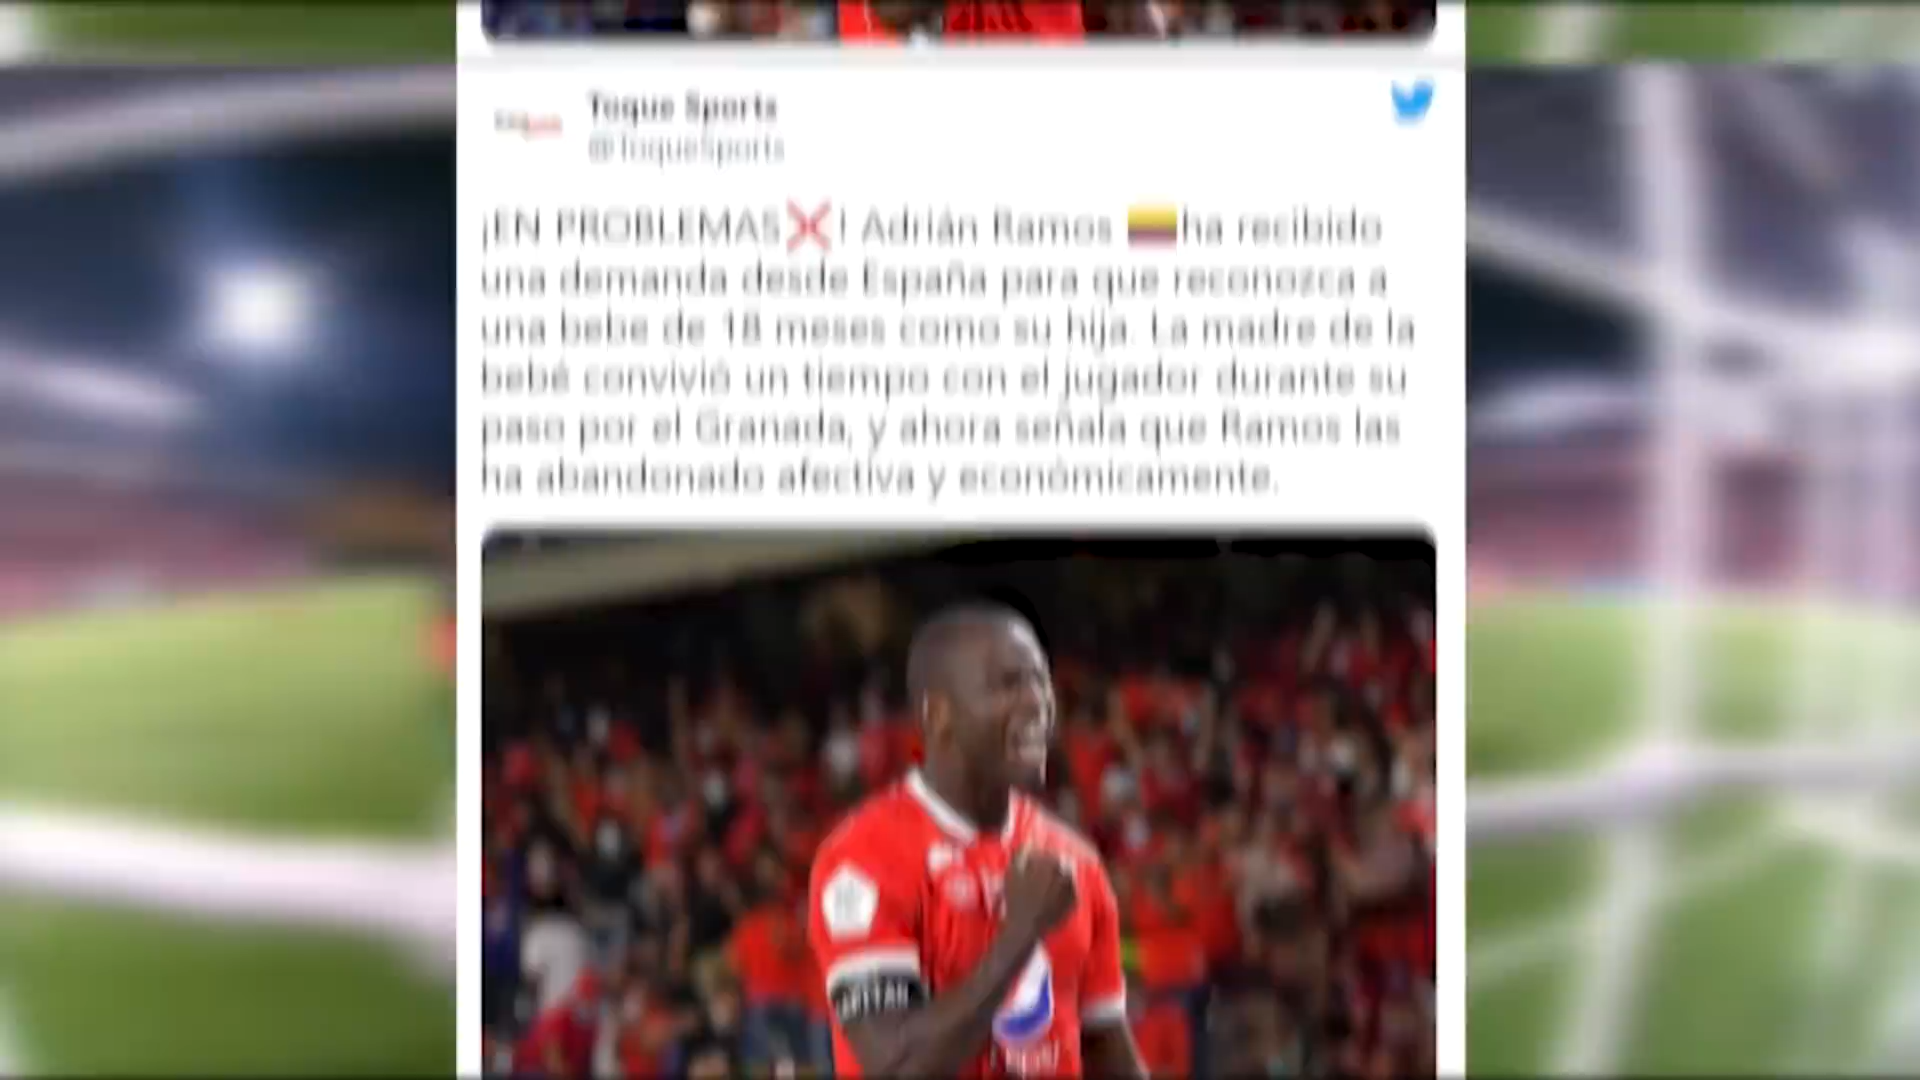 Toque Sports
@ToqueSports
¡EN PROBLEMAS❌! Adrián Ramos 🇨🇴ha recibido
una demanda desde España para que reconozca a
una bebe de 18 meses como su hija. La madre de la
bebé convivió un tiempo con el jugador durante su
paso por el Granada, y ahora señala que Ramos las
ha abandonado afectiva y económicamente.